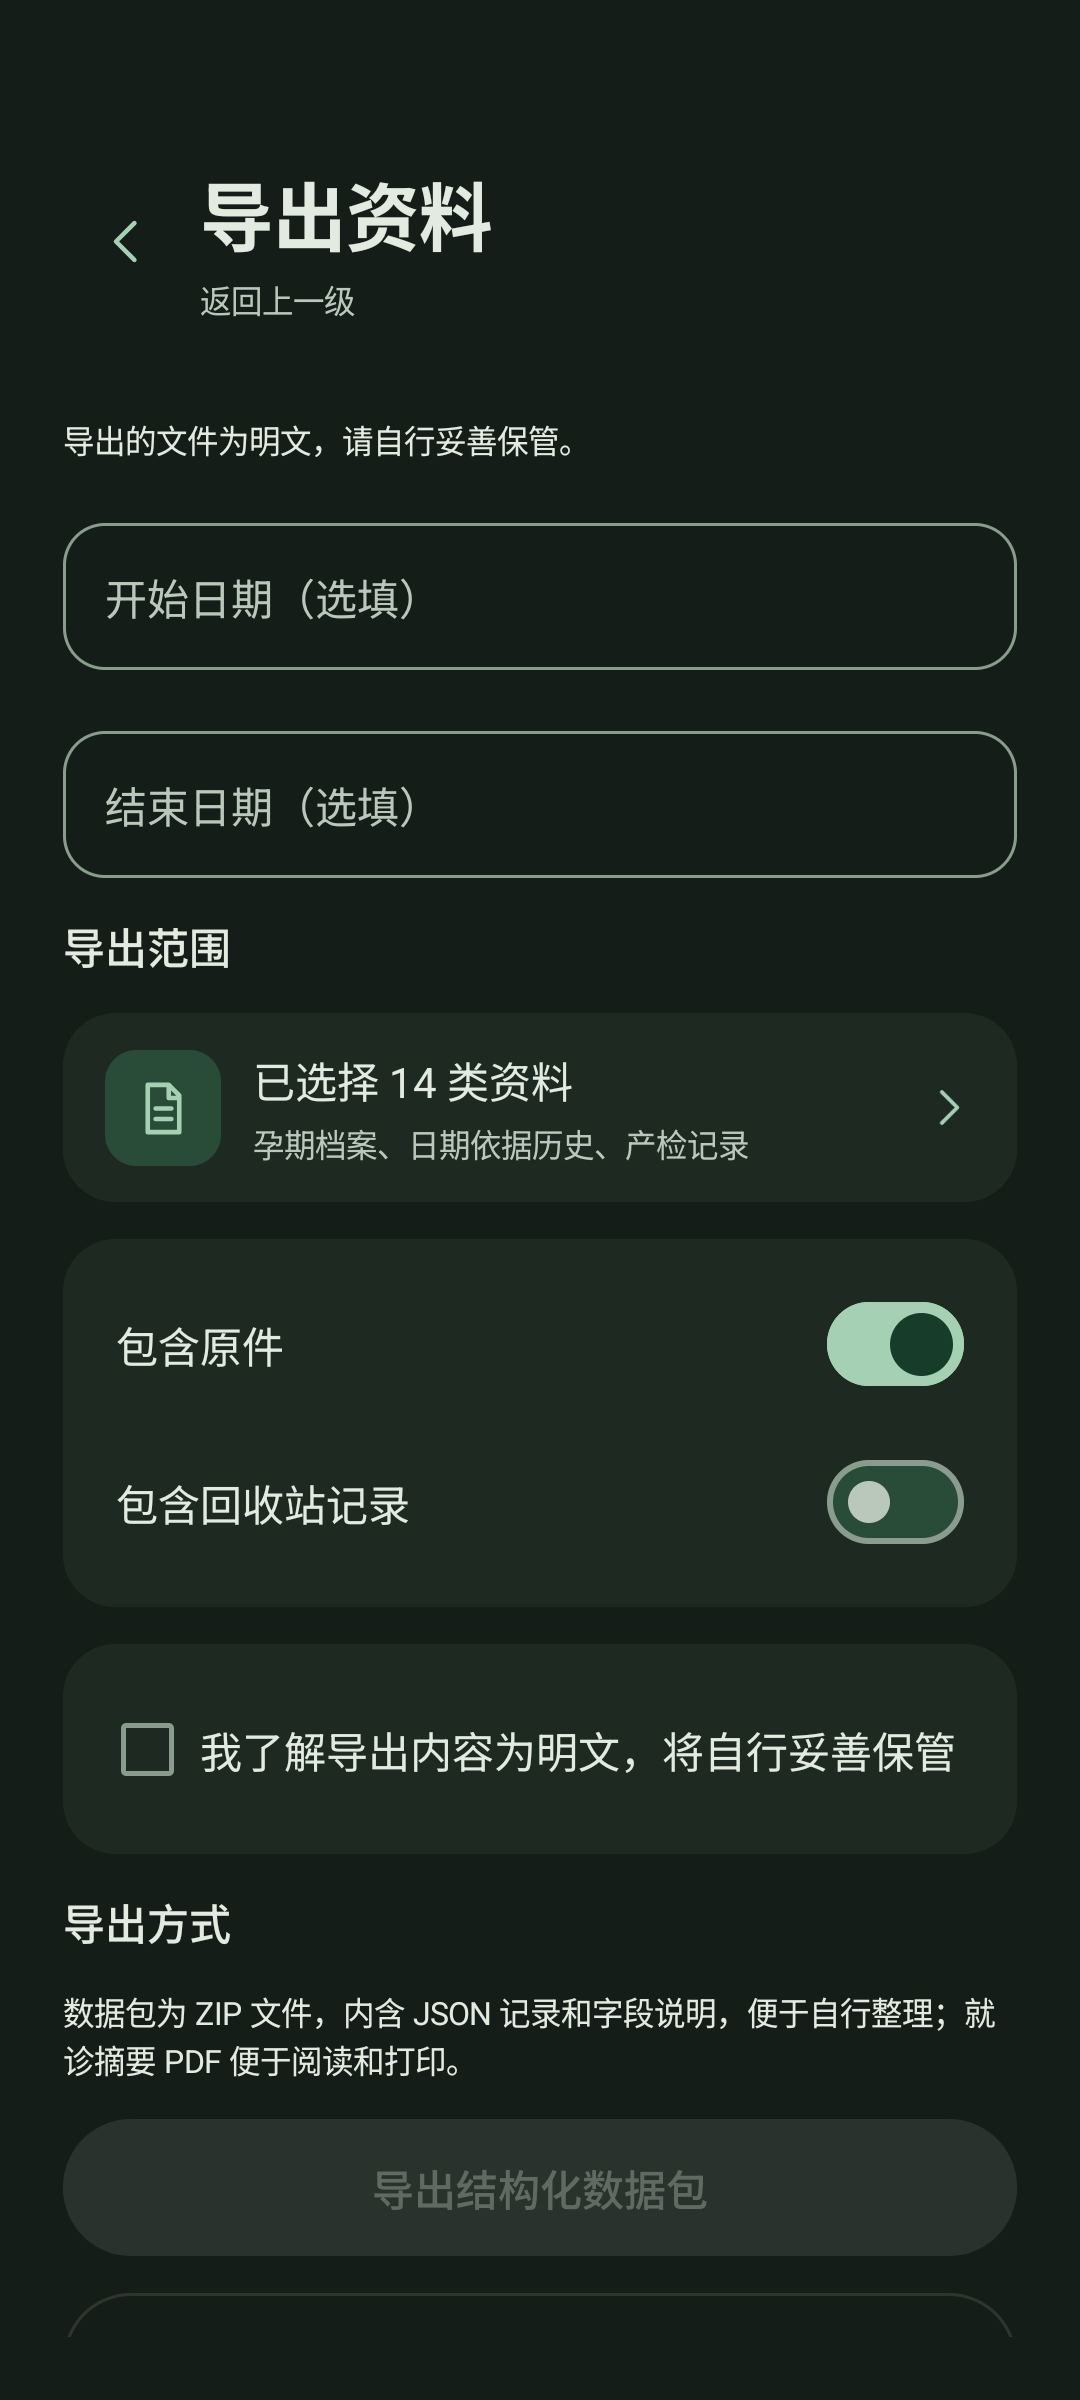 导出资料
返回上一级
导出的文件为明文，请自行妥善保管。
开始日期（选填）
结束日期（选填）
导出范围
已选择 14 类资料
孕期档案、日期依据历史、产检记录
包含原件
包含回收站记录
我了解导出内容为明文，将自行妥善保管
导出方式
数据包为 ZIP 文件，内含 JSON 记录和字段说明，便于自行整理；就
诊摘要 PDF 便于阅读和打印。
导出结构化数据包